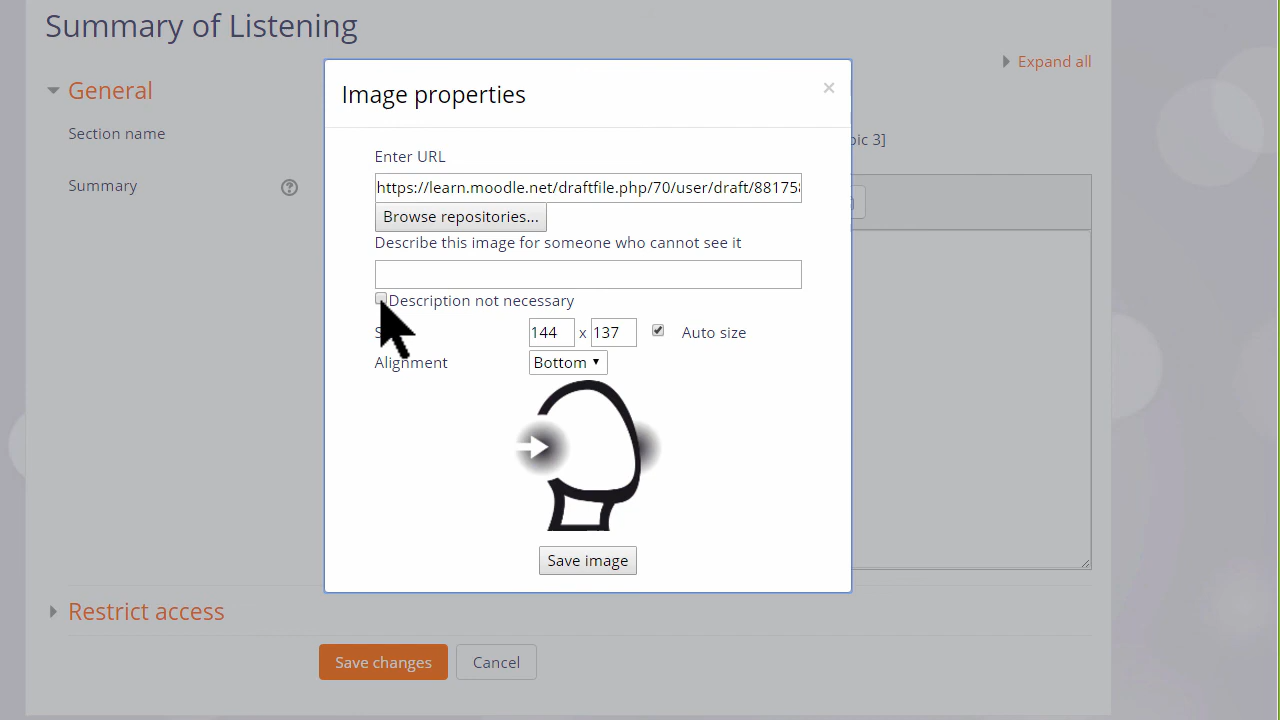 Summary of Listening
Expand all
General
Image properties
×
Section name
pic 3]
Enter URL
Summary
https://learn.moodle.net/draftfile.php/70/user/draft/88175
Browse repositories...
Describe this image for someone who cannot see it
Description not necessary
144 x 137 Auto size
Alignment Bottom
Save image
Restrict access
Save changes
Cancel